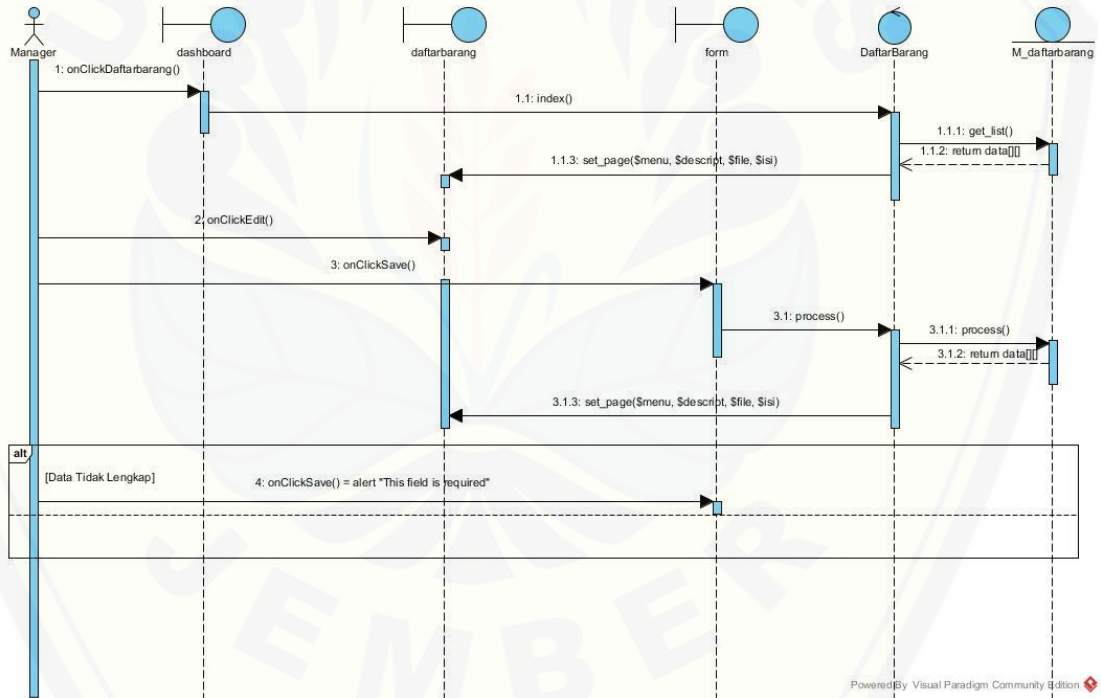 Manager
dashboard
daftarbarang
form
DaftarBarang
M_daftarbarang
1: onClickDaftarbarang()
1.1: index()
1.1.1: get_list()
1.1.2: return data[][]
1.1.3: set_page($menu, $descript, $file, $isi)
2: onClickEdit()
3: onClickSave()
3.1: process()
3.1.1: process()
3.1.2: return data[][]
3.1.3: set_page($menu, $descript, $file, $isi)
alt
[Data Tidak Lengkap]
4: onClickSave() = alert "This field is required"
JEMBER
Powered By Visual Paradigm Community Edition